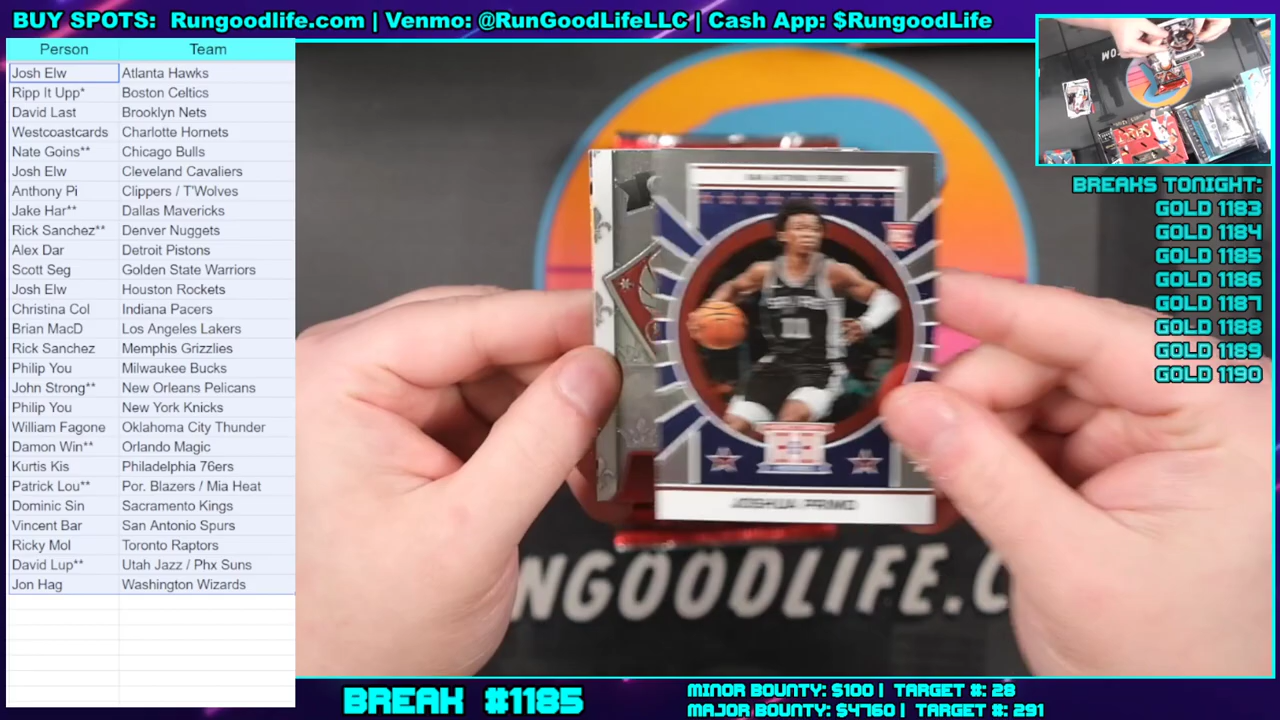 BUY SPOTS: Rungoodlife.com | Venmo: @RunGoodLifeLLC | Cash App: $RungoodLife
Person Team
Josh Elw Atlanta Hawks
Ripp It Upp* Boston Celtics
David Last Brooklyn Nets
Westcoastcards Charlotte Hornets
Nate Goins** Chicago Bulls
Josh Elw Cleveland Cavaliers
Anthony Pi Clippers / T'Wolves
Jake Har** Dallas Mavericks
Rick Sanchez** Denver Nuggets
Alex Dar Detroit Pistons
Scott Seg Golden State Warriors
Josh Elw Houston Rockets
Christina Col Indiana Pacers
Brian MacD Los Angeles Lakers
Rick Sanchez Memphis Grizzlies
Philip You Milwaukee Bucks
John Strong** New Orleans Pelicans
Philip You New York Knicks
William Fagone Oklahoma City Thunder
Damon Win** Orlando Magic
Kurtis Kis Philadelphia 76ers
Patrick Lou** Por. Blazers / Mia Heat
Dominic Sin Sacramento Kings
Vincent Bar San Antonio Spurs
Ricky Mol Toronto Raptors
David Lup** Utah Jazz / Phx Suns
Jon Hag Washington Wizards
SAN ANTONIO SPURS
SPURS
11
JOSHUA PRIMO
NGOODLIFE.C
BREAKS TONIGHT:
GOLD 1183
GOLD 1184
GOLD 1185
GOLD 1186
GOLD 1187
GOLD 1188
GOLD 1189
GOLD 1190
BREAK #1185
MINOR BOUNTY: $100 | TARGET #: 28
MAJOR BOUNTY: $4760 | TARGET #: 291